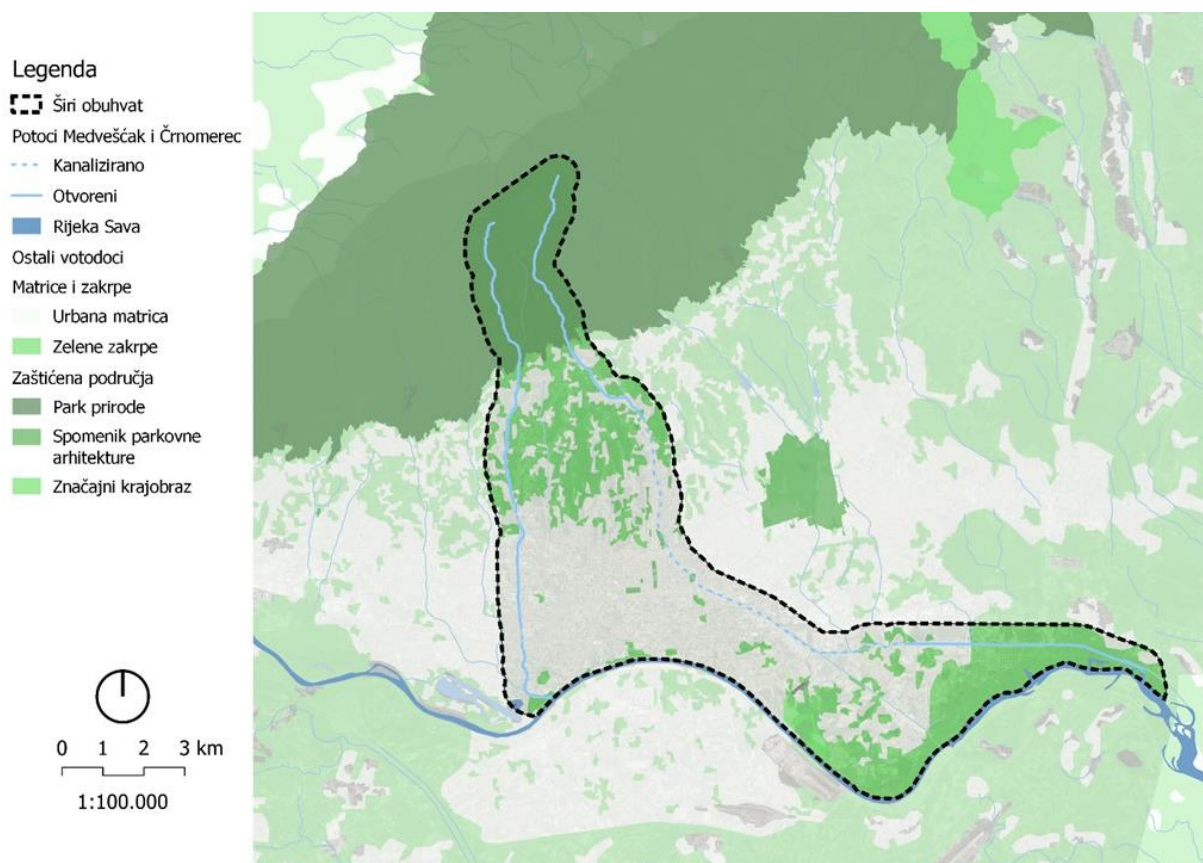 Legenda
Širi obuhvat
Potoci Medveščak i Črnomerec
Kanalizirano
Otvoreni
Rijeka Sava
Ostali votodoci
Matrice i zakrpe
Urbana matrica
Zelene zakrpe
Zaštićena područja
Park prirode
Spomenik parkovne
arhitekture
Značajni krajobraz
0 1 2 3 km
1:100.000